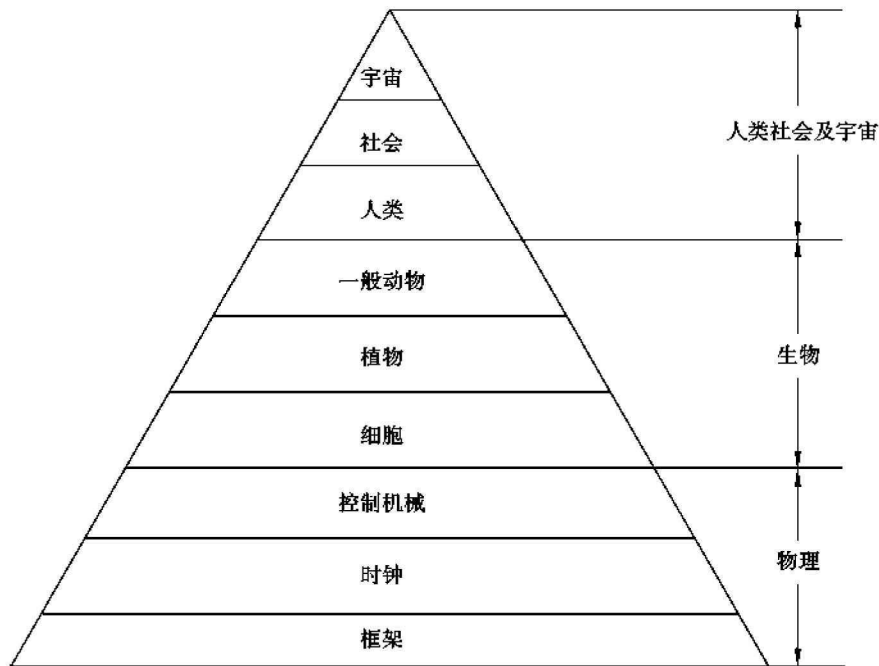 宇宙
社会
人类
一般动物
植物
细胞
控制机械
时钟
框架
人类社会及宇宙
生物
物理